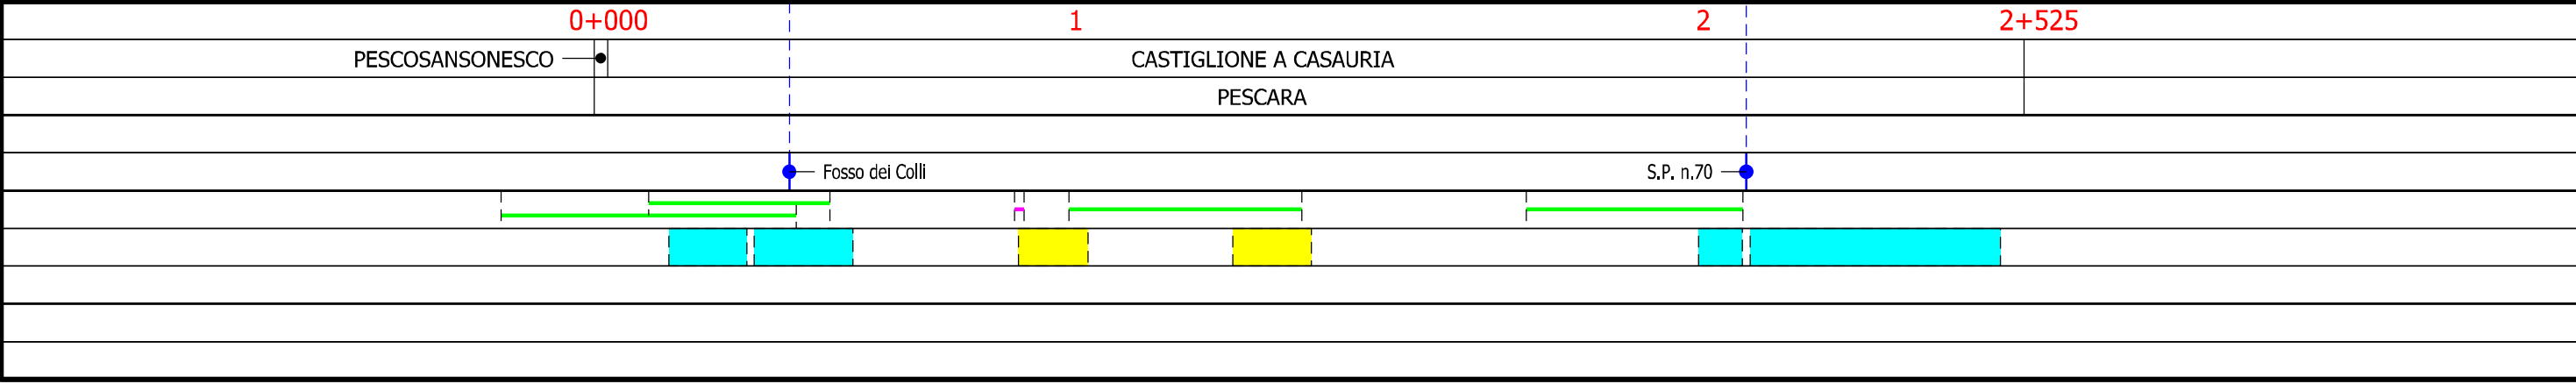 0+000 1 2 2+525
PESCOSANSONESCO CASTIGLIONE A CASAURIA
PESCARA
Fosso dei Colli S.P. n.70